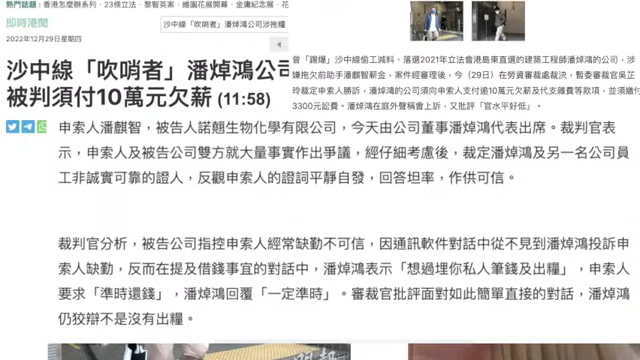 熱門話題： 香港怎麼辦系列 . 23條立法 . 黎智英案 . 維園花展開幕 . 金庸紀念展 . 花
即時港聞
沙中線「吹哨者」潘焯鴻公司涉拖糧
2022年12月29日星期四
沙中線「吹哨者」潘焯鴻公司
被判須付10萬元欠薪 (11:58)
曾「踢爆」沙中線偷工減料、落選2021年立法會港島東直選的建築工程師潘焯鴻的公司，涉
嫌拖欠前助手潘麒智薪金，案件經審理後，今（29日）在勞資審裁處裁決，暫委審裁官吳芷
玲裁定申索人勝訴，潘焯鴻的公司須向申索人支付逾10萬元欠薪及代支雜費等款項，並須繳付
3300元訟費。潘焯鴻在庭外聲稱會上訴，又批評「官水平好低」。
申索人潘麒智，被告人諾翹生物化學有限公司，今天由公司董事潘焯鴻代表出席。裁判官表
示，申索人及被告公司雙方就大量事實作出爭議，經仔細考慮後，裁定潘焯鴻及另一名公司員
工非誠實可靠的證人，反觀申索人的證詞平靜自發，回答坦率，作供可信。
裁判官分析，被告公司指控申索人經常缺勤不可信，因通訊軟件對話中從不見到潘焯鴻投訴申
索人缺勤，反而在提及借錢事宜的對話中，潘焯鴻表示「想過埋你私人筆錢及出糧」，申索人
要求「準時還錢」，潘焯鴻回覆「一定準時」。審裁官批評面對如此簡單直接的對話，潘焯鴻
仍狡辯不是沒有出糧。